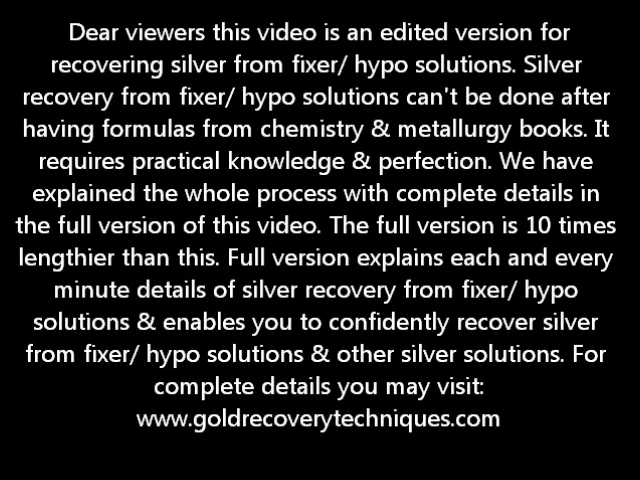 Dear viewers this video is an edited version for
recovering silver from fixer/ hypo solutions. Silver
recovery from fixer/ hypo solutions can't be done after
having formulas from chemistry & metallurgy books. It
requires practical knowledge & perfection. We have
explained the whole process with complete details in
the full version of this video. The full version is 10 times
lengthier than this. Full version explains each and every
minute details of silver recovery from fixer/ hypo
solutions & enables you to confidently recover silver
from fixer/ hypo solutions & other silver solutions. For
complete details you may visit:
www.goldrecoverytechniques.com